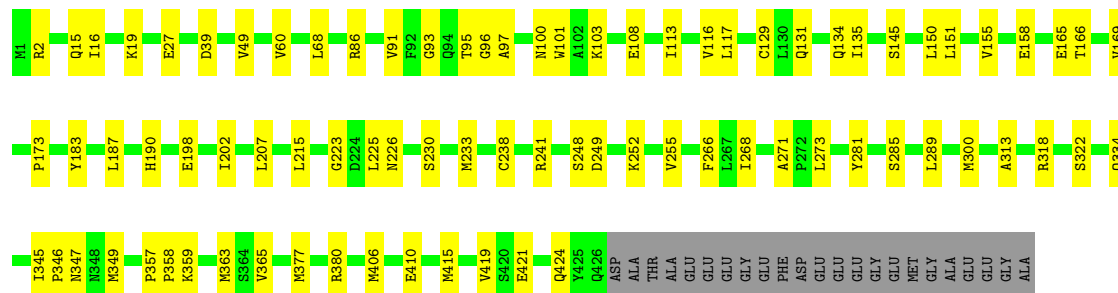 M1 R2 Q15 I16 K19 E27 D39 V49 V60 L68 R86 V91 F92 G93 Q94 T95 G96 A97 N100 W101 A102 K103 E108 I113 V116 L117 C129 L130 Q131 Q134 I135 S145 L150 L151 V155 E158 E165 T166
P173 Y183 L187 H190 E198 I202 L207 L215 G223 D224 L225 N226 S230 M233 C238 R241 S248 D249 K252 V255 F266 L267 I268 A271 P272 L273 Y281 S285 L289 M300 A313 R318 S322
I345 P346 N347 N348 M349 P357 P358 K359 M363 S364 V365 M377 R380 M406 E410 M415 V419 S420 E421 Q424 Y425 Q426 ASP ALA THR ALA GLU GLU GLU GLY GLU PHE ASP GLU GLU GLU GLY GLU MET GLY ALA GLU GLU GLY ALA